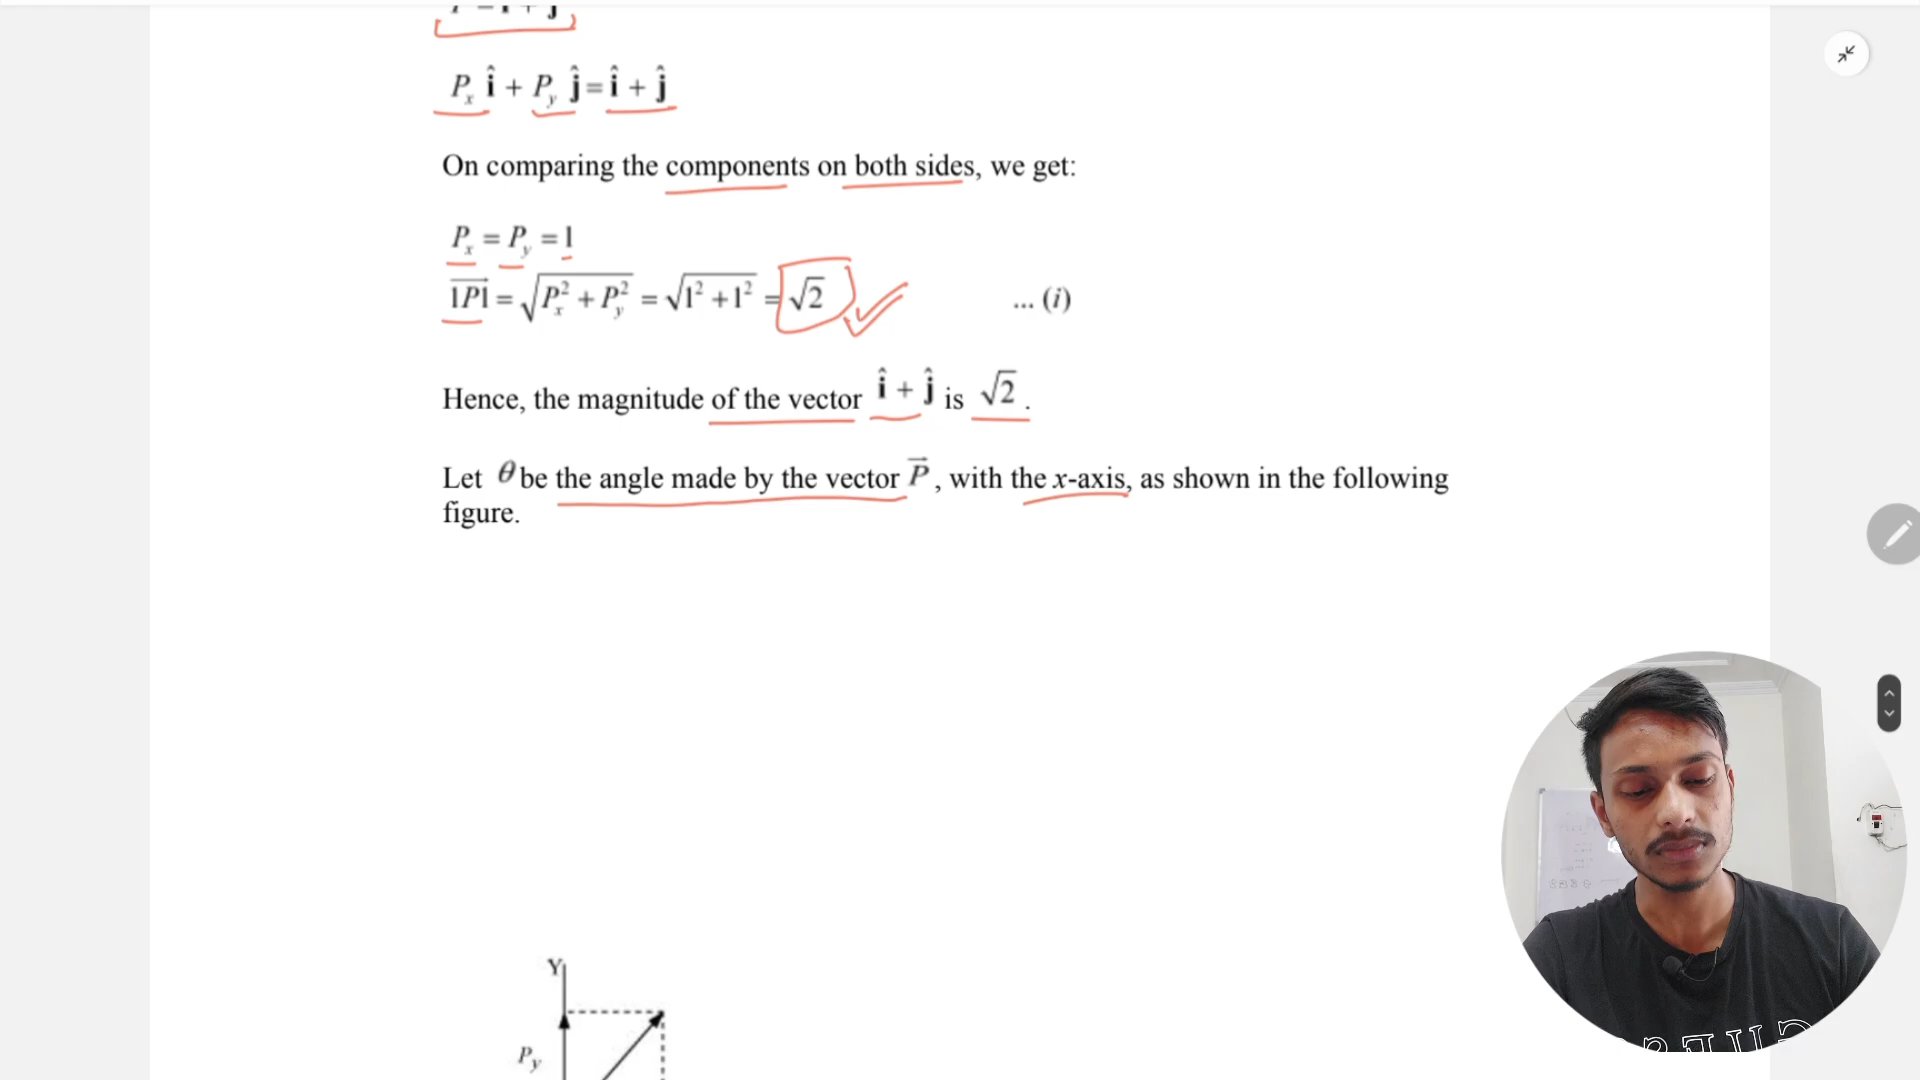 P_x î + P_y ĵ = î + ĵ
On comparing the components on both sides, we get:
P_x = P_y = 1
|P⃗| = √(P_x² + P_y²) = √(1² + 1²) = √2 ... (i)
Hence, the magnitude of the vector î + ĵ is √2 .
Let θ be the angle made by the vector P⃗ , with the x-axis, as shown in the following
figure.
Y
P_y